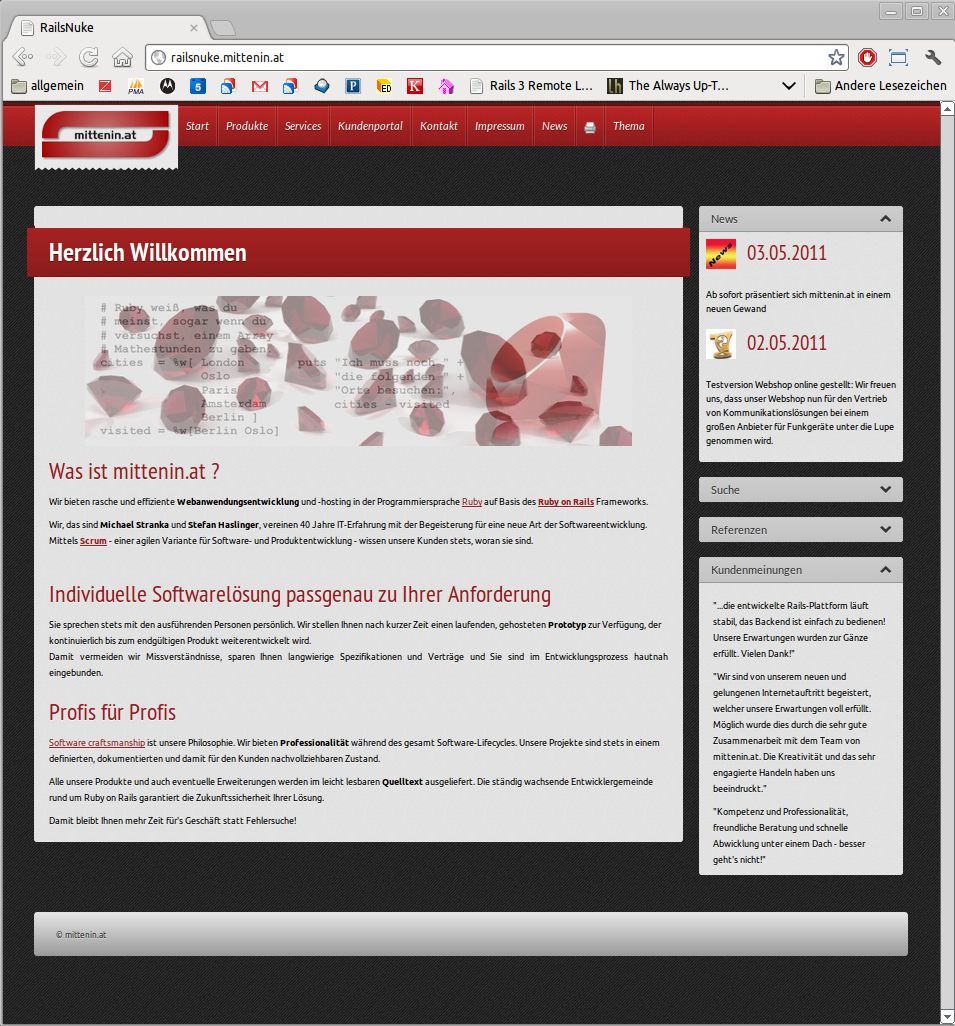 RailsNuke
railsnuke.mittenin.at
allgemein
PMA
5
P
ED
K
Rails 3 Remote L...
lh
The Always Up-T...
Andere Lesezeichen
mittenin.at
Start
Produkte
Services
Kundenportal
Kontakt
Impressum
News
Thema
Herzlich Willkommen
# Ruby weiß, was du
# meinst, sogar wenn du
# versuchst, einem Array
# Mathestunden zu geben.
cities = %w[ London
Oslo
Paris
Amsterdam
Berlin ]
visited = %w[Berlin Oslo]
puts "Ich muss noch " +
"die folgenden " +
"Orte besuchen:",
cities - visited
Was ist mittenin.at ?
Wir bieten rasche und effiziente Webanwendungsentwicklung und -hosting in der Programmiersprache Ruby auf Basis des Ruby on Rails Frameworks.
Wir, das sind Michael Stranka und Stefan Haslinger, vereinen 40 Jahre IT-Erfahrung mit der Begeisterung für eine neue Art der Softwareentwicklung.
Mittels Scrum - einer agilen Variante für Software- und Produktentwicklung - wissen unsere Kunden stets, woran sie sind.
Individuelle Softwarelösung passgenau zu Ihrer Anforderung
Sie sprechen stets mit den ausführenden Personen persönlich. Wir stellen Ihnen nach kurzer Zeit einen laufenden, gehosteten Prototyp zur Verfügung, der
kontinuierlich bis zum endgültigen Produkt weiterentwickelt wird.
Damit vermeiden wir Missverständnisse, sparen Ihnen langwierige Spezifikationen und Verträge und Sie sind im Entwicklungsprozess hautnah
eingebunden.
Profis für Profis
Software craftsmanship ist unsere Philosophie. Wir bieten Professionalität während des gesamt Software-Lifecycles. Unsere Projekte sind stets in einem
definierten, dokumentierten und damit für den Kunden nachvollziehbaren Zustand.
Alle unsere Produkte und auch eventuelle Erweiterungen werden im leicht lesbaren Quelltext ausgeliefert. Die ständig wachsende Entwicklergemeinde
rund um Ruby on Rails garantiert die Zukunftssicherheit Ihrer Lösung.
Damit bleibt Ihnen mehr Zeit für's Geschäft statt Fehlersuche!
News
News
03.05.2011
Ab sofort präsentiert sich mittenin.at in einem
neuen Gewand
02.05.2011
Testversion Webshop online gestellt: Wir freuen
uns, dass unser Webshop nun für den Vertrieb
von Kommunikationslösungen bei einem
großen Anbieter für Funkgeräte unter die Lupe
genommen wird.
Suche
Referenzen
Kundenmeinungen
"...die entwickelte Rails-Plattform läuft
stabil, das Backend ist einfach zu bedienen!
Unsere Erwartungen wurden zur Gänze
erfüllt. Vielen Dank!"
"Wir sind von unserem neuen und
gelungenen Internetauftritt begeistert,
welcher unsere Erwartungen voll erfüllt.
Möglich wurde dies durch die sehr gute
Zusammenarbeit mit dem Team von
mittenin.at. Die Kreativität und das sehr
engagierte Handeln haben uns
beeindruckt."
"Kompetenz und Professionalität,
freundliche Beratung und schnelle
Abwicklung unter einem Dach - besser
geht's nicht!"
© mittenin.at